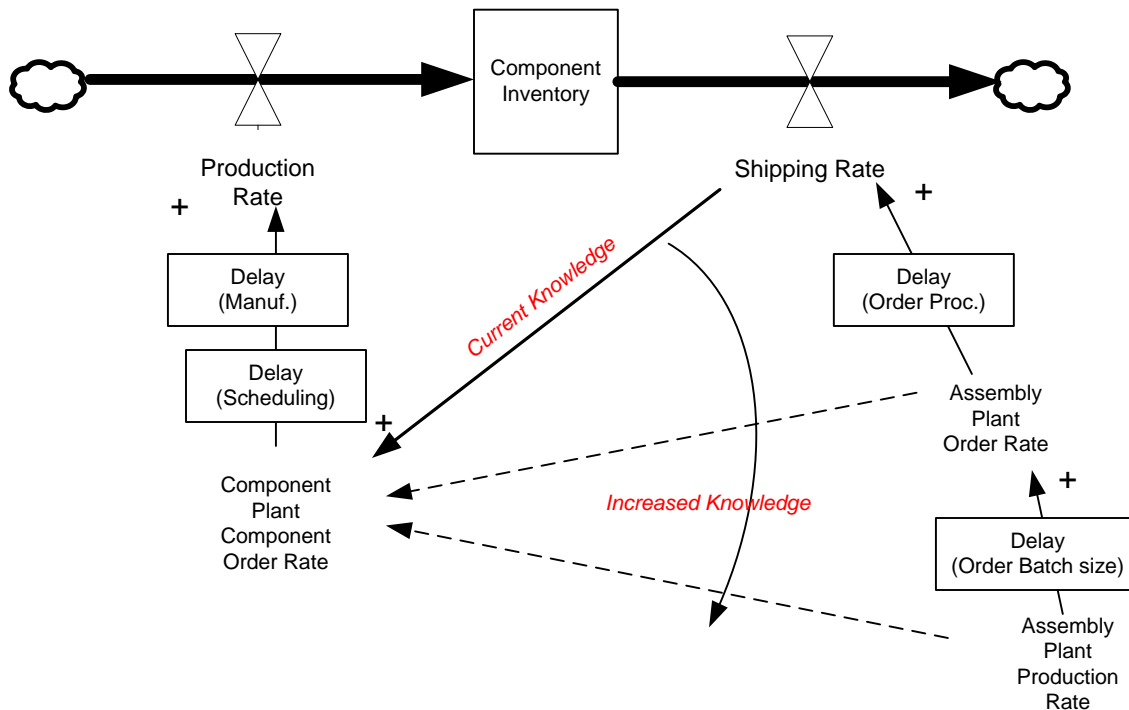 Component
Inventory
Production
Rate
Shipping Rate
+
+
Delay
(Manuf.)
Current Knowledge
Delay
(Order Proc.)
Delay
(Scheduling)
+
Assembly
Plant
Order Rate
Component
Plant
Component
Order Rate
Increased Knowledge
+
Delay
(Order Batch size)
Assembly
Plant
Production
Rate